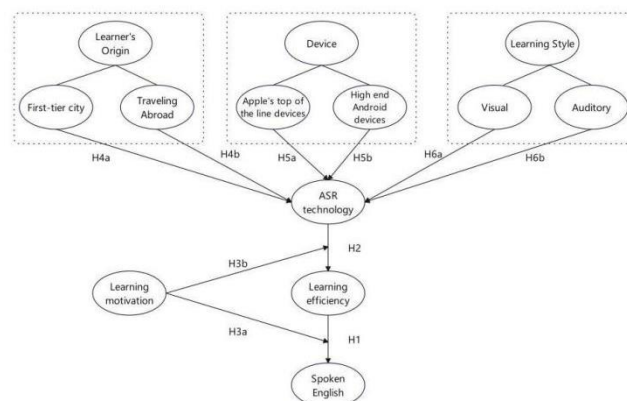 Learner's
Origin
Device
Learning Style
First-tier city
Traveling
Abroad
Apple's top of
the line devices
High end
Android
devices
Visual
Auditory
H4a
H4b
H5a
H5b
H6a
H6b
ASR
technology
H2
H3b
Learning
motivation
Learning
efficiency
H3a
H1
Spoken
English